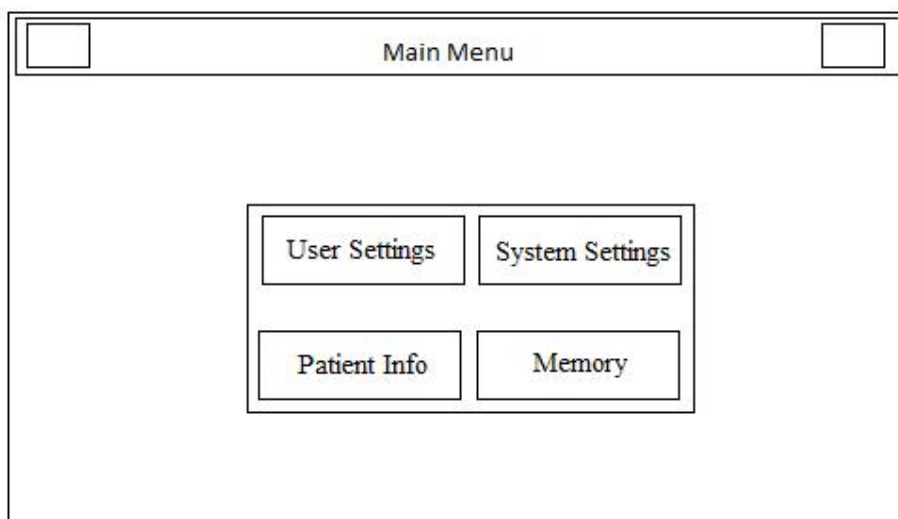 Main Menu
User Settings
System Settings
Patient Info
Memory